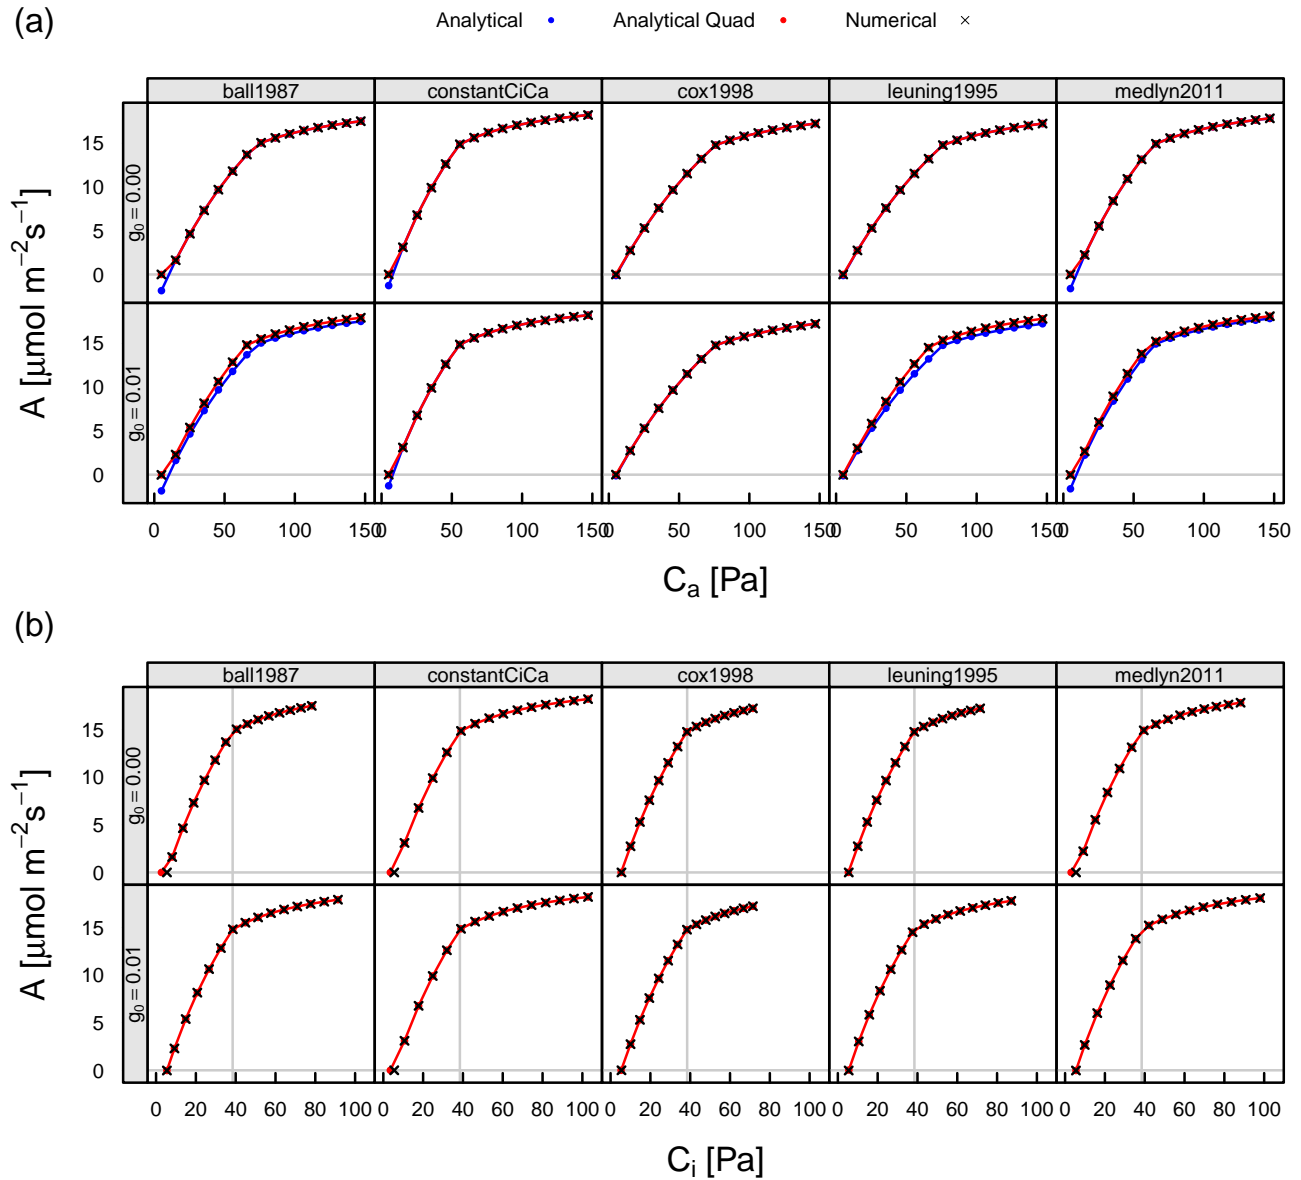 (a)
Analytical Analytical Quad Numerical
ball1987 constantCiCa cox1998 leuning1995 medlyn2011
A [μmol m⁻²s⁻¹]
g₀ = 0.00
15
10
5
0
g₀ = 0.01
15
10
5
0
0 50 100 150 0 50 100 150 0 50 100 150 0 50 100 150 0 50 100 150
Cₐ [Pa]
(b)
ball1987 constantCiCa cox1998 leuning1995 medlyn2011
A [μmol m⁻²s⁻¹]
g₀ = 0.00
15
10
5
0
g₀ = 0.01
15
10
5
0
0 20 40 60 80 100 0 20 40 60 80 100 0 20 40 60 80 100 0 20 40 60 80 100 0 20 40 60 80 100
Cᵢ [Pa]